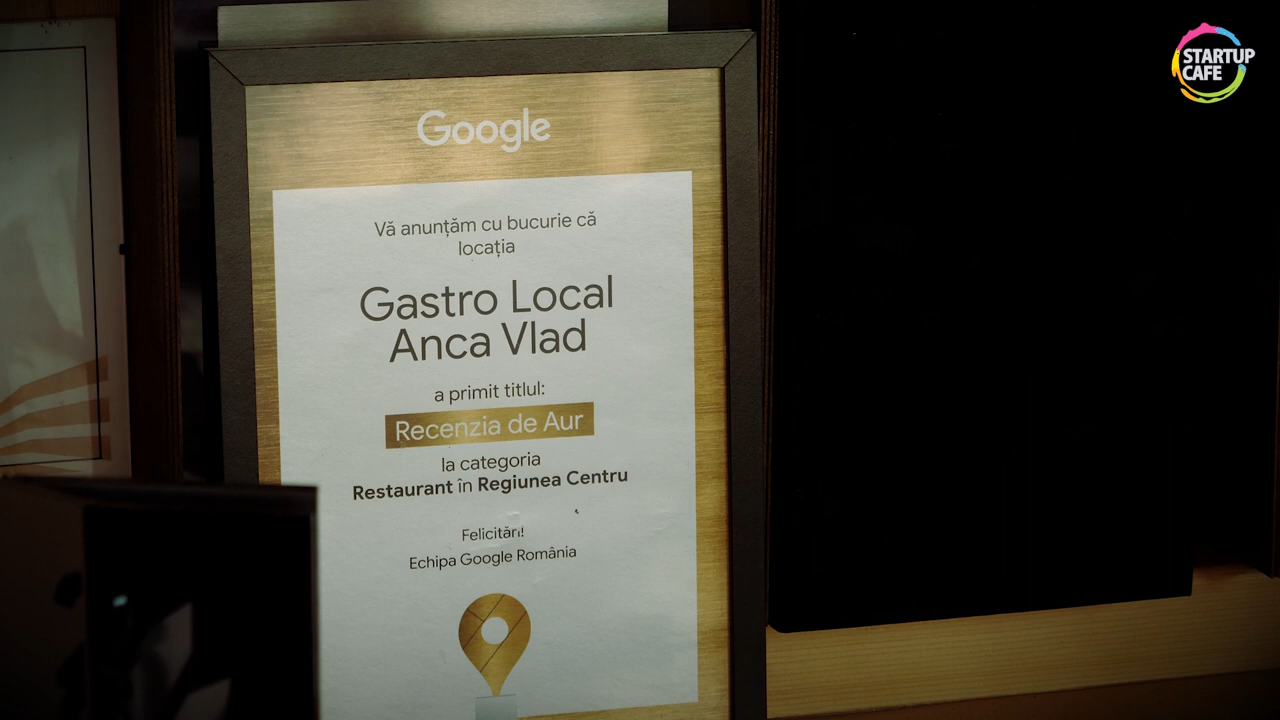 STARTUP
CAFE
Google
Vă anunțăm cu bucurie că
locația
Gastro Local
Anca Vlad
a primit titlul:
Recenzia de Aur
la categoria
Restaurant în Regiunea Centru
Felicitări!
Echipa Google România